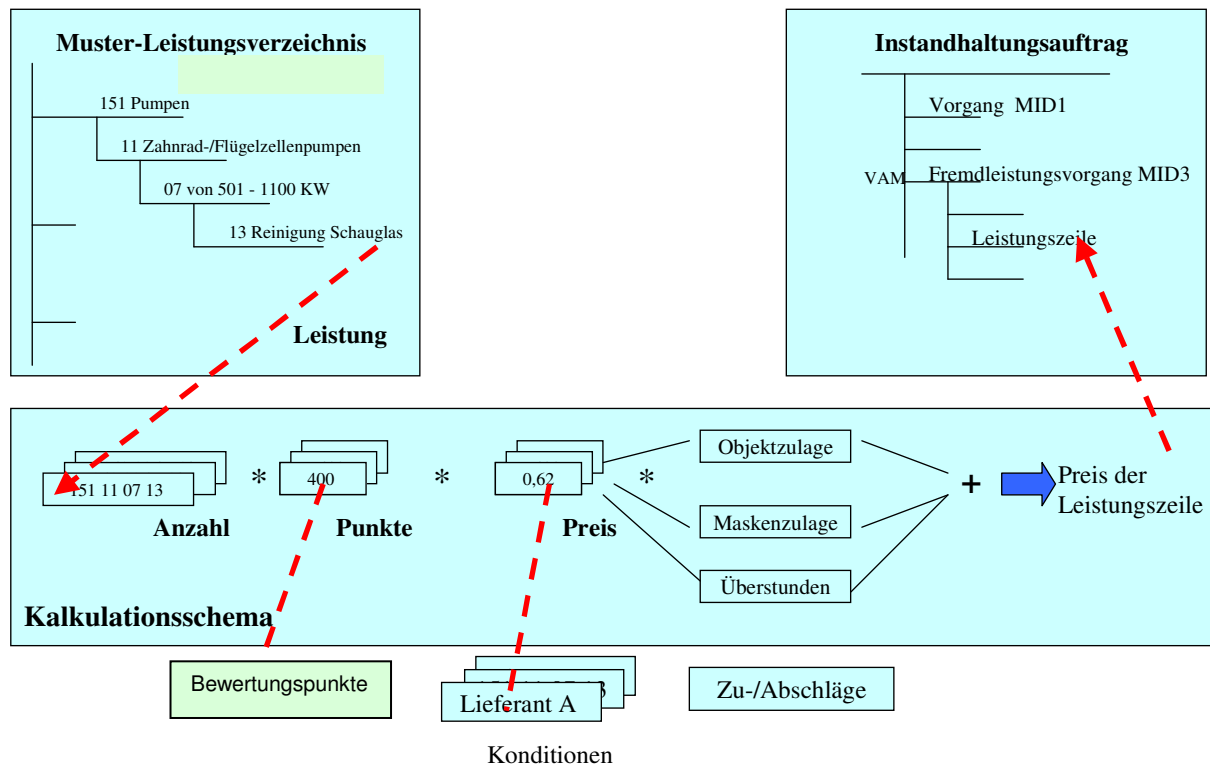 Muster-Leistungsverzeichnis
151 Pumpen
11 Zahnrad-/Flügelzellenpumpen
07 von 501 - 1100 KW
13 Reinigung Schauglas
Leistung
Instandhaltungsauftrag
Vorgang MID1
VAM
Fremdleistungsvorgang MID3
Leistungszeile
151 11 07 13
*
400
*
0,62
*
Objektzulage
Maskenzulage
Überstunden
+
Preis der
Leistungszeile
Anzahl
Punkte
Preis
Kalkulationsschema
Bewertungspunkte
Lieferant A
Zu-/Abschläge
Konditionen